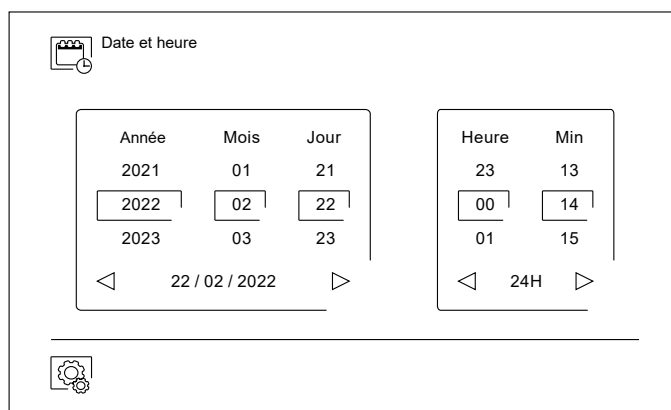 Date et heure
Année Mois Jour
2021 01 21
2022 02 22
2023 03 23
22 / 02 / 2022
Heure Min
23 13
00 14
01 15
24H